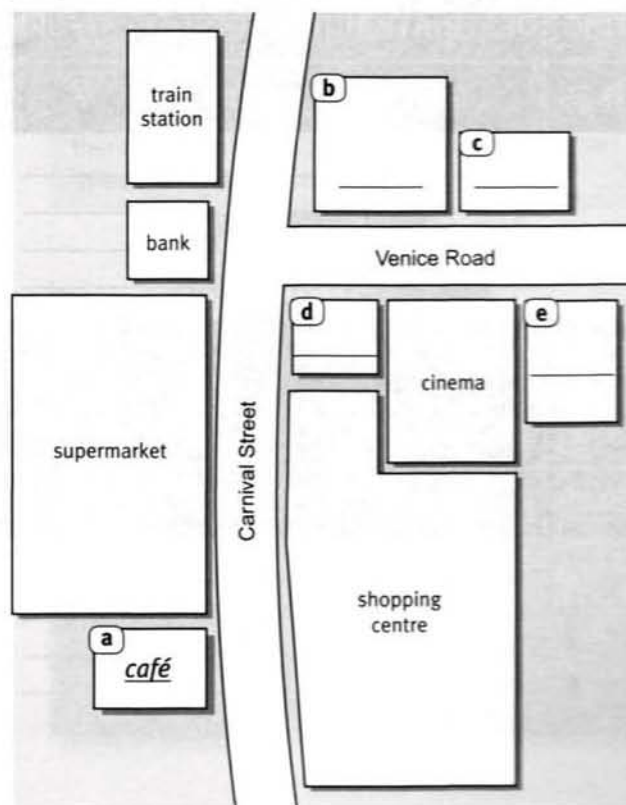 train
station
b
c
bank
Venice Road
d
e
cinema
supermarket
Carnival Street
shopping
centre
a
café